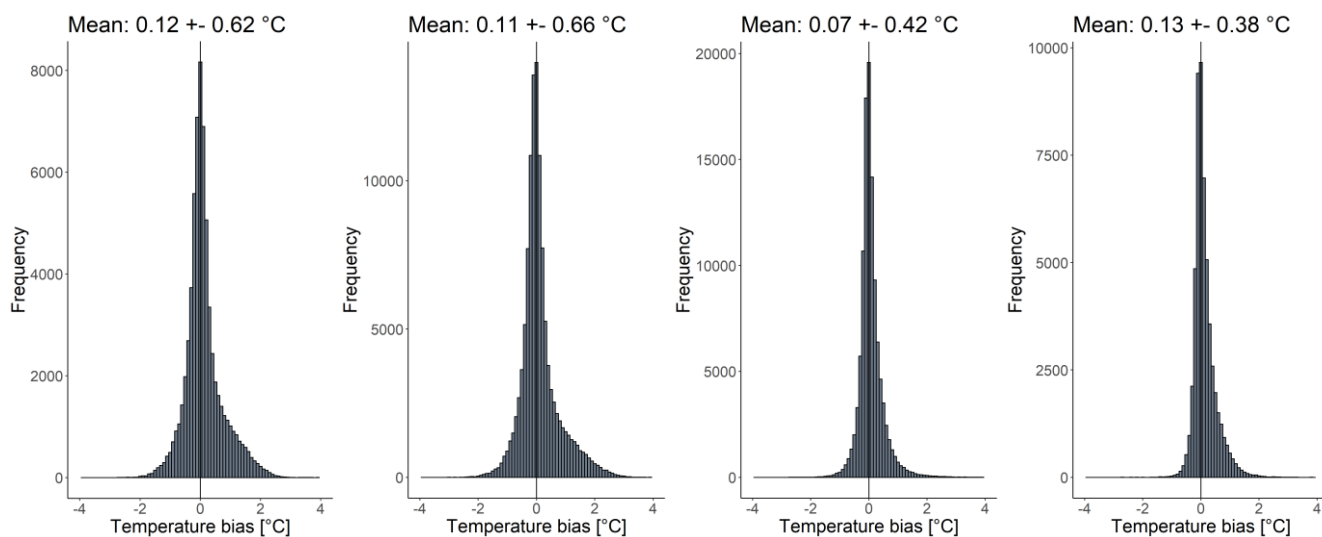 Mean: 0.12 +- 0.62 °C
Frequency
8000
6000
4000
2000
0
-4 -2 0 2 4
Temperature bias [°C]
Mean: 0.11 +- 0.66 °C
Frequency
10000
5000
0
-4 -2 0 2 4
Temperature bias [°C]
Mean: 0.07 +- 0.42 °C
Frequency
20000
15000
10000
5000
0
-4 -2 0 2 4
Temperature bias [°C]
Mean: 0.13 +- 0.38 °C
Frequency
10000
7500
5000
2500
0
-4 -2 0 2 4
Temperature bias [°C]